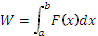 W = ∫_a^b F(x)dx